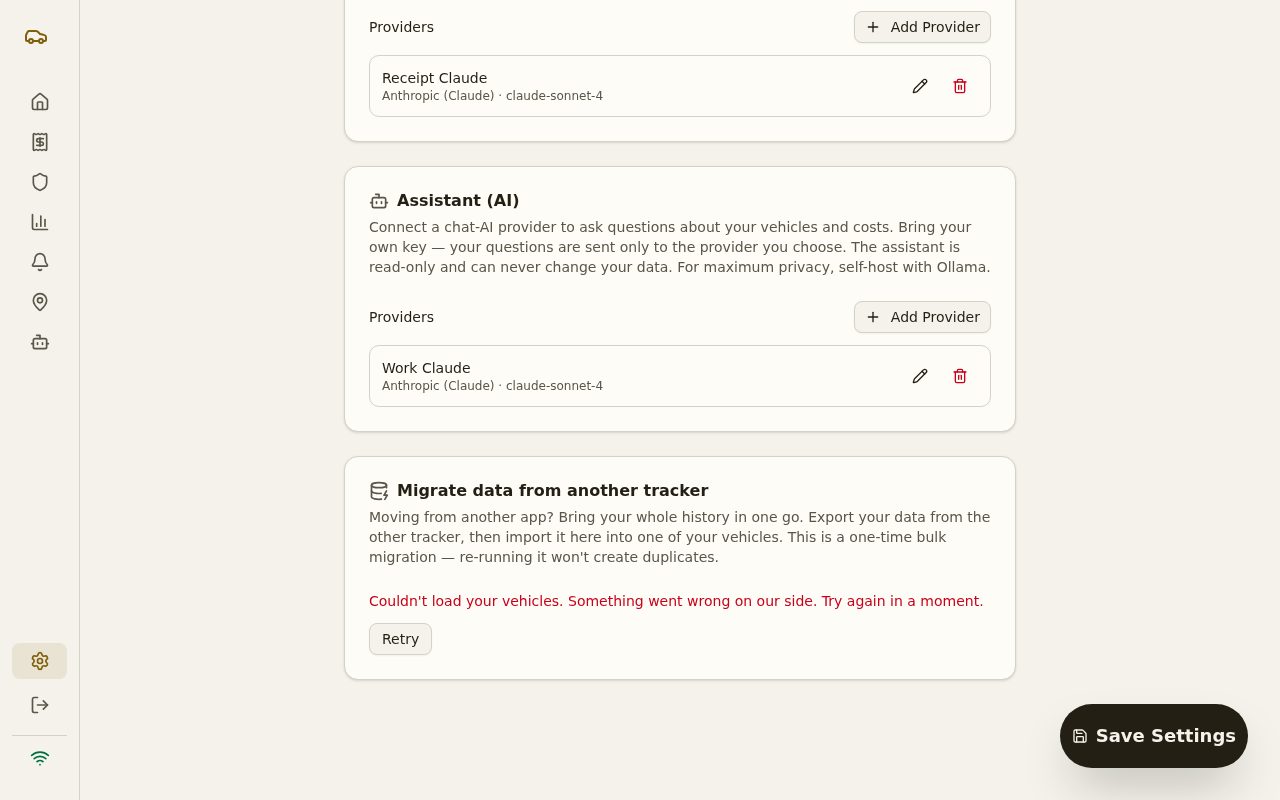 Providers
Add Provider
Receipt Claude
Anthropic (Claude) · claude-sonnet-4
Assistant (AI)
Connect a chat-AI provider to ask questions about your vehicles and costs. Bring your
own key — your questions are sent only to the provider you choose. The assistant is
read-only and can never change your data. For maximum privacy, self-host with Ollama.
Providers
Add Provider
Work Claude
Anthropic (Claude) · claude-sonnet-4
Migrate data from another tracker
Moving from another app? Bring your whole history in one go. Export your data from the
other tracker, then import it here into one of your vehicles. This is a one-time bulk
migration — re-running it won't create duplicates.
Couldn't load your vehicles. Something went wrong on our side. Try again in a moment.
Retry
Save Settings